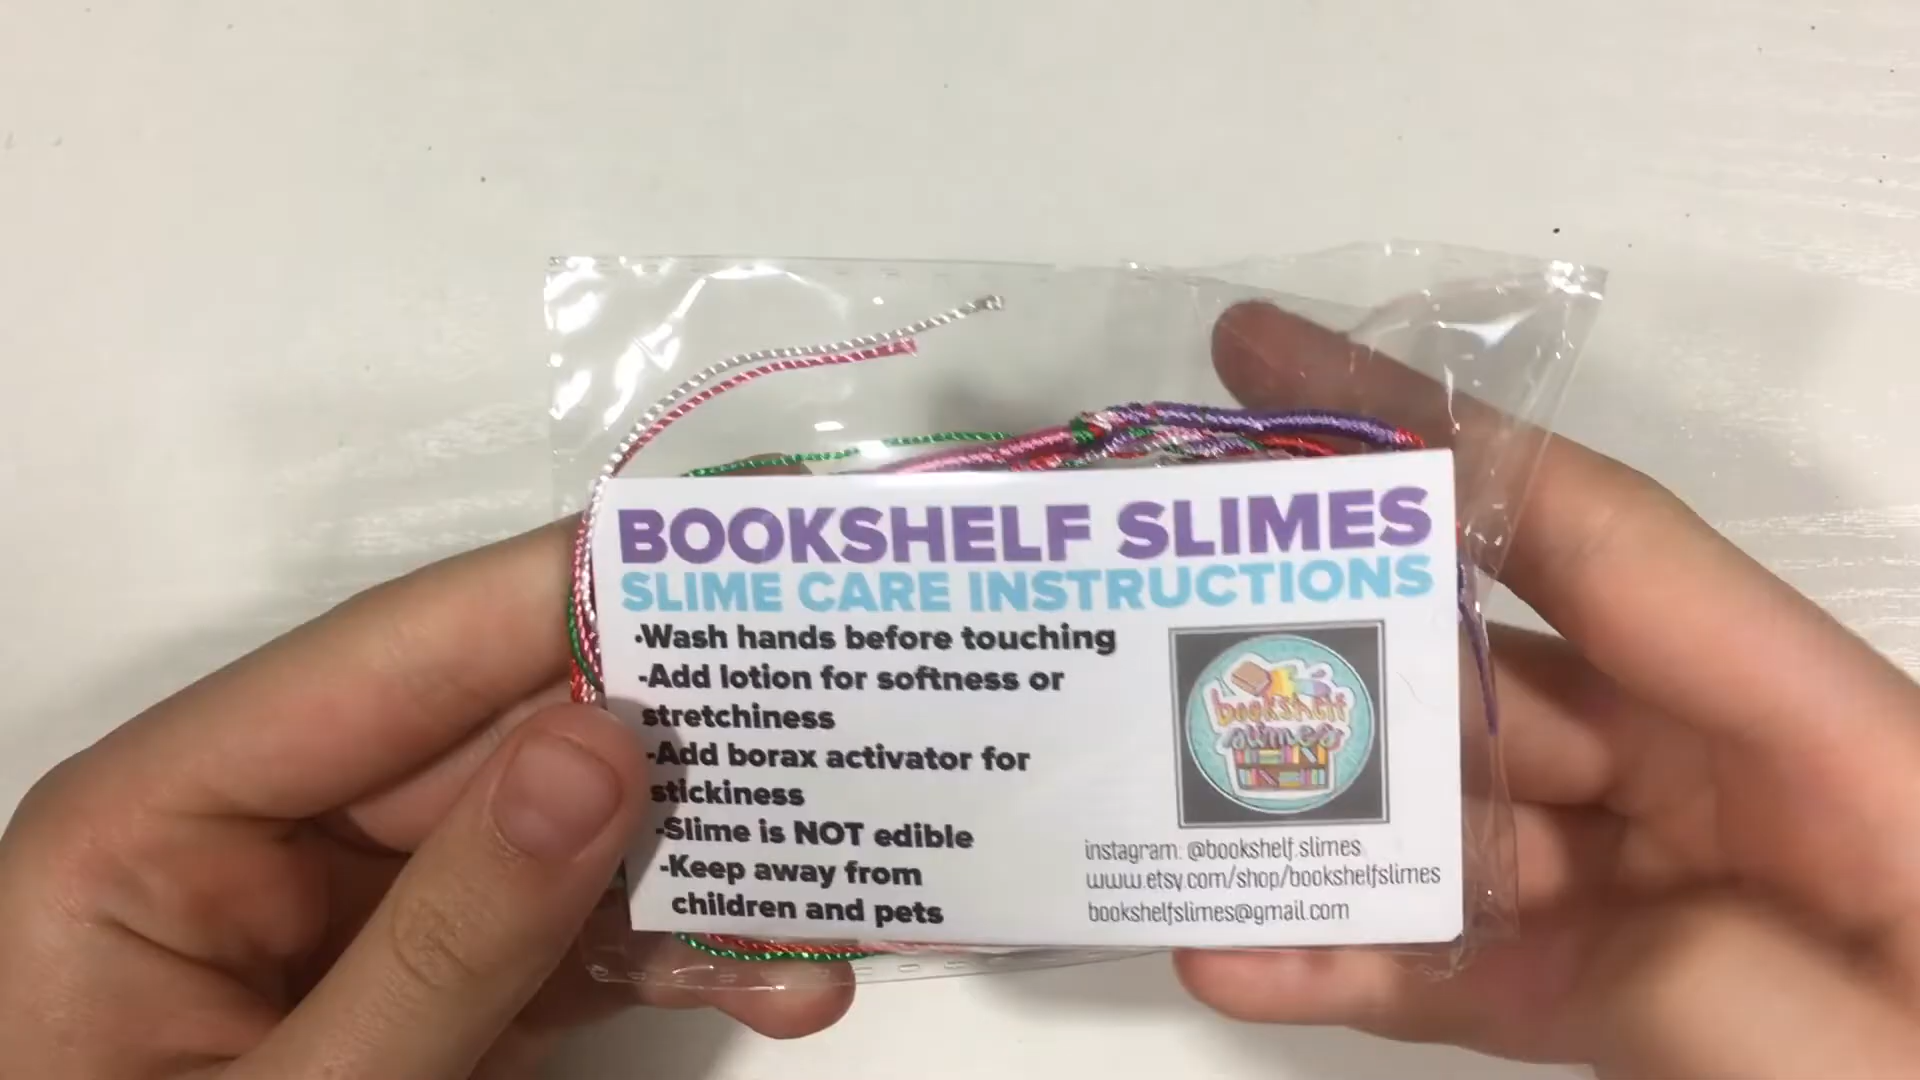 BOOKSHELF SLIMES
SLIME CARE INSTRUCTIONS
•Wash hands before touching
-Add lotion for softness or
stretchiness
-Add borax activator for
stickiness
-Slime is NOT edible
-Keep away from
children and pets
bookshelf
slimes
instagram: @bookshelf.slimes
www.etsy.com/shop/bookshelfslimes
bookshelfslimes@gmail.com